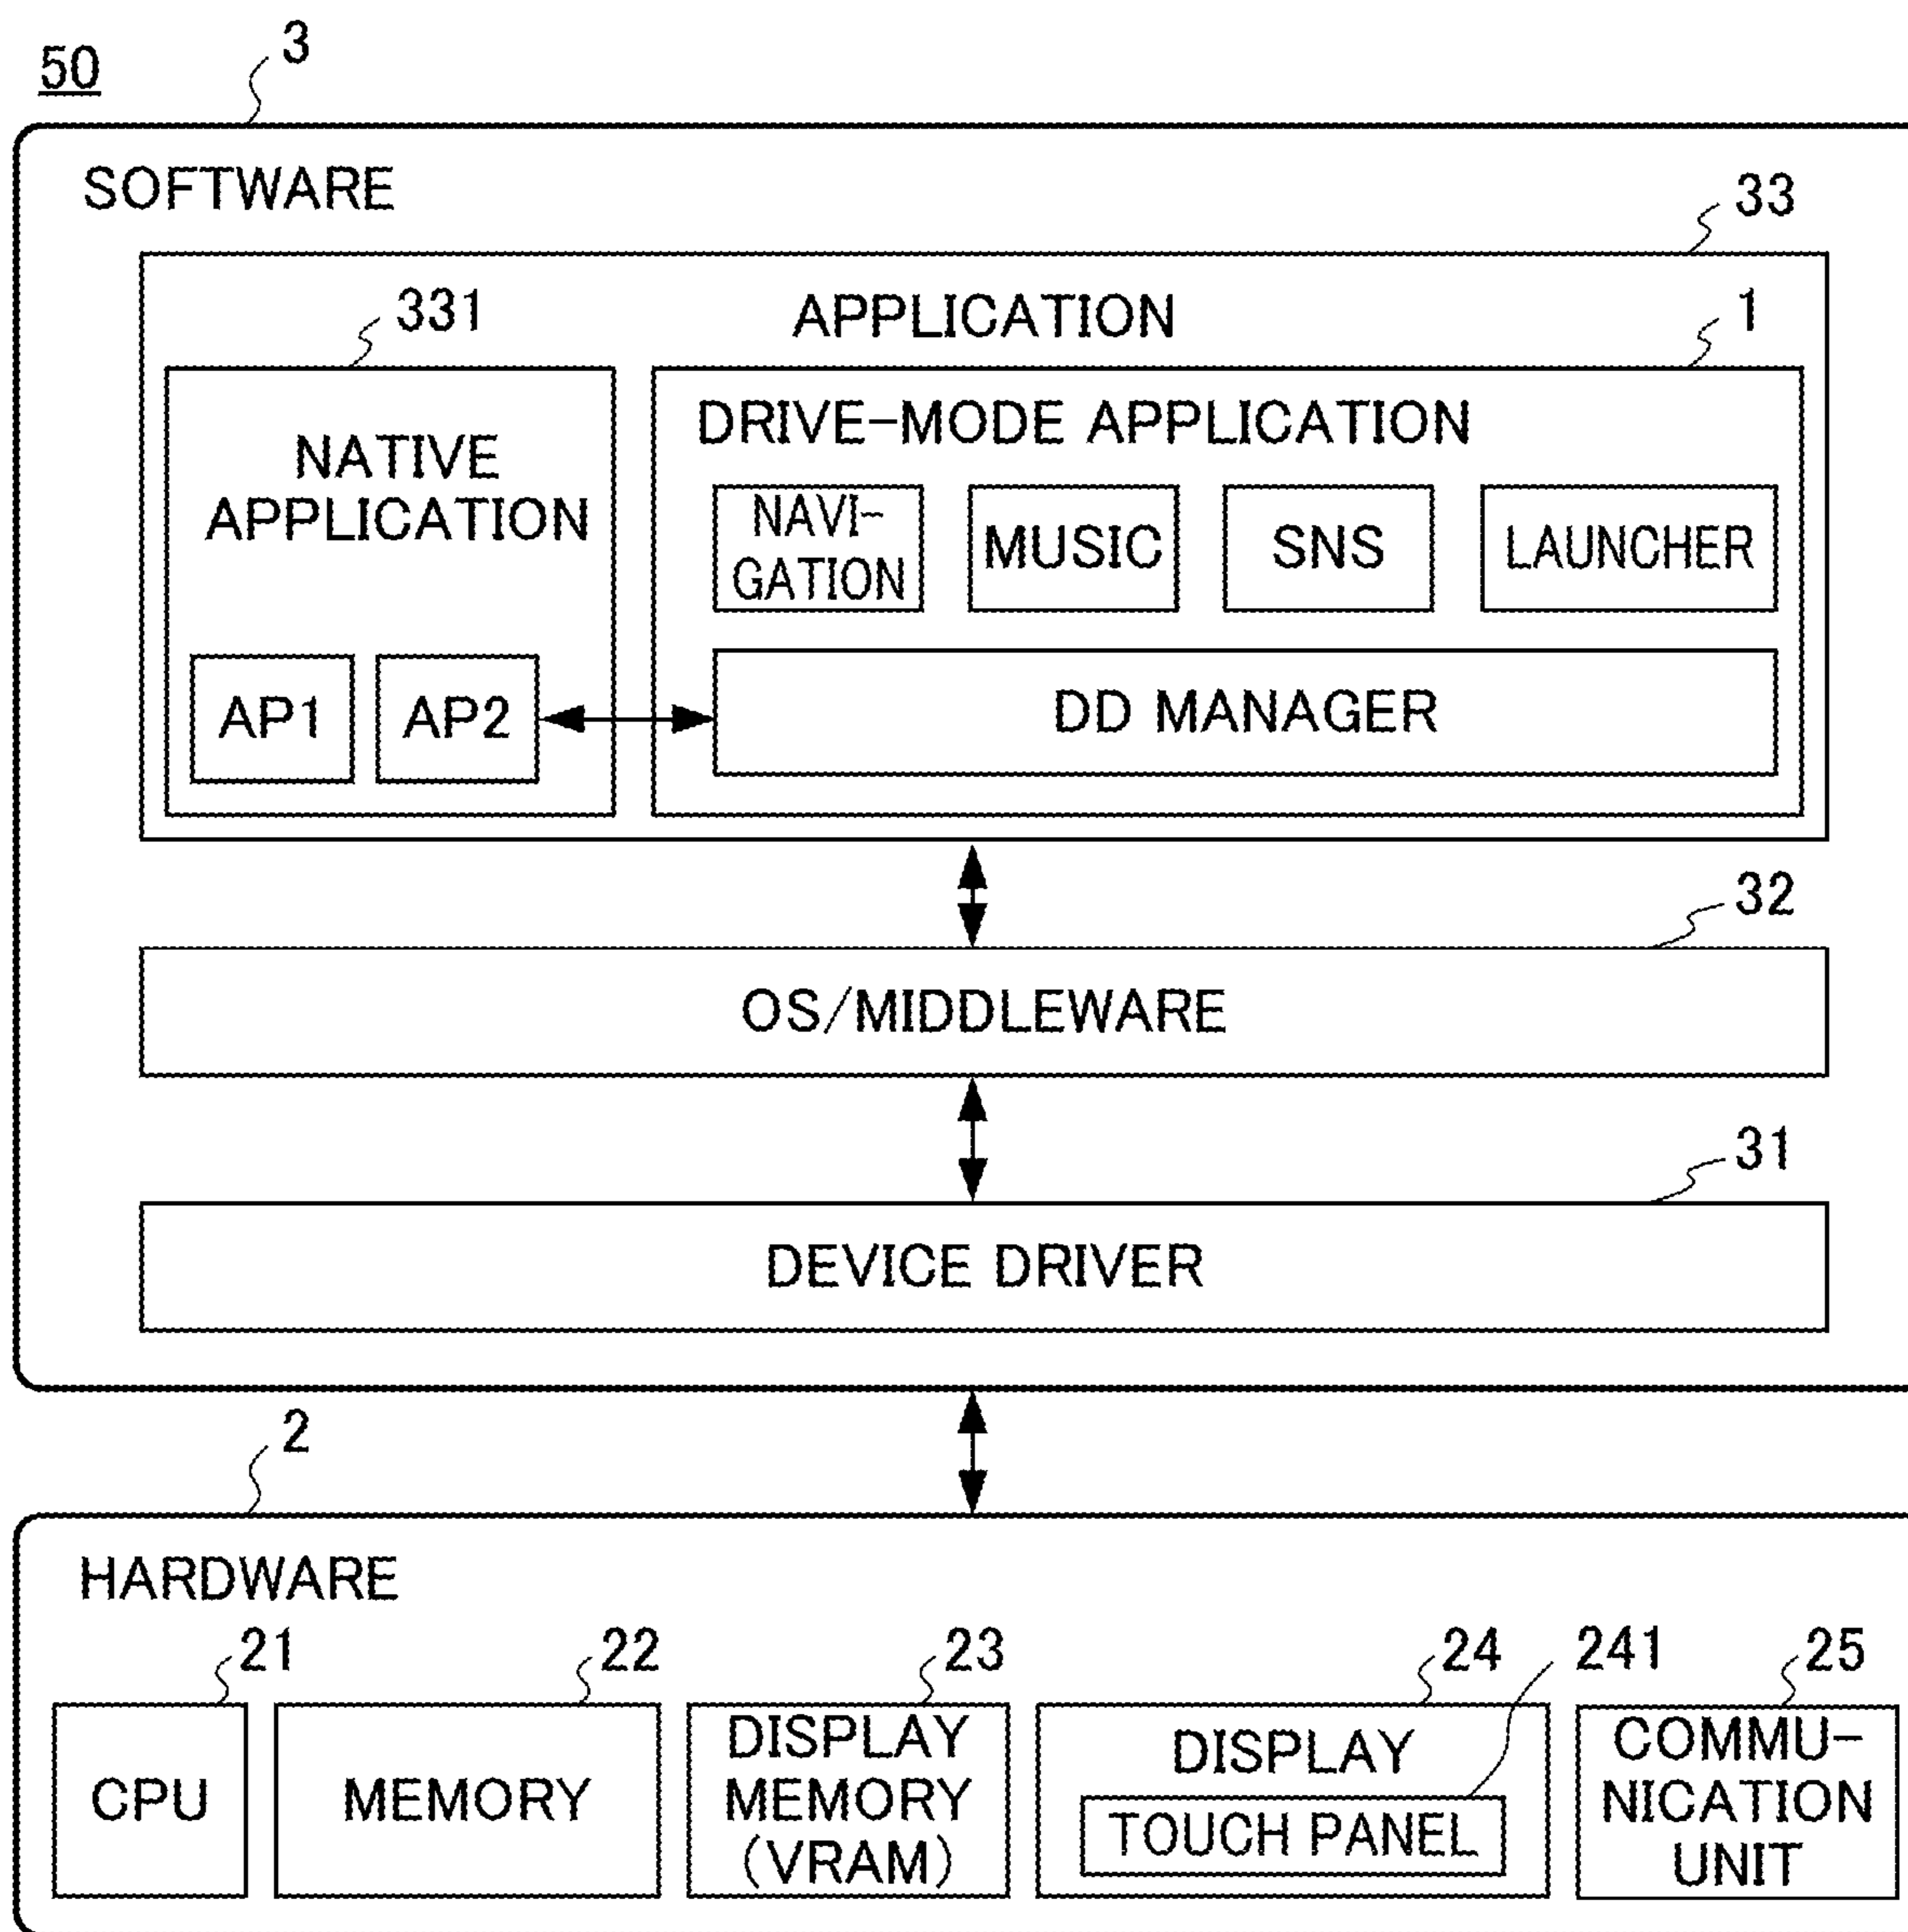 50
3
SOFTWARE
33
APPLICATION
331
1
NATIVE
APPLICATION
DRIVE-MODE APPLICATION
NAVI-
GATION
MUSIC
SNS
LAUNCHER
AP1
AP2
DD MANAGER
32
OS/MIDDLEWARE
31
DEVICE DRIVER
2
HARDWARE
21
22
23
24
241
25
CPU
MEMORY
DISPLAY
MEMORY
(VRAM)
DISPLAY
TOUCH PANEL
COMMU-
NICATION
UNIT